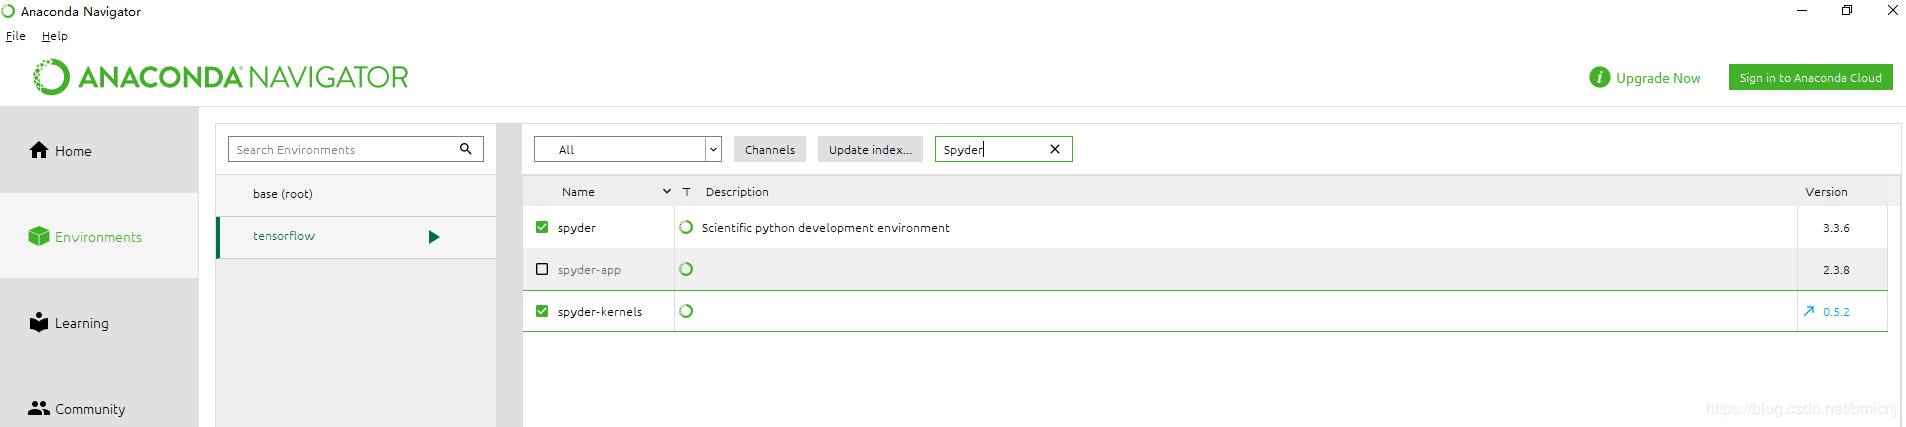 Anaconda Navigator
File Help
ANACONDA NAVIGATOR
Upgrade Now
Sign in to Anaconda Cloud
Home
Environments
Learning
Community
Search Environments
base (root)
tensorflow
All
Channels
Update index...
Spyder
Name T Description Version
spyder Scientific python development environment 3.3.6
spyder-app 2.3.8
spyder-kernels 0.5.2
https://blog.csdn.net/bmicnj